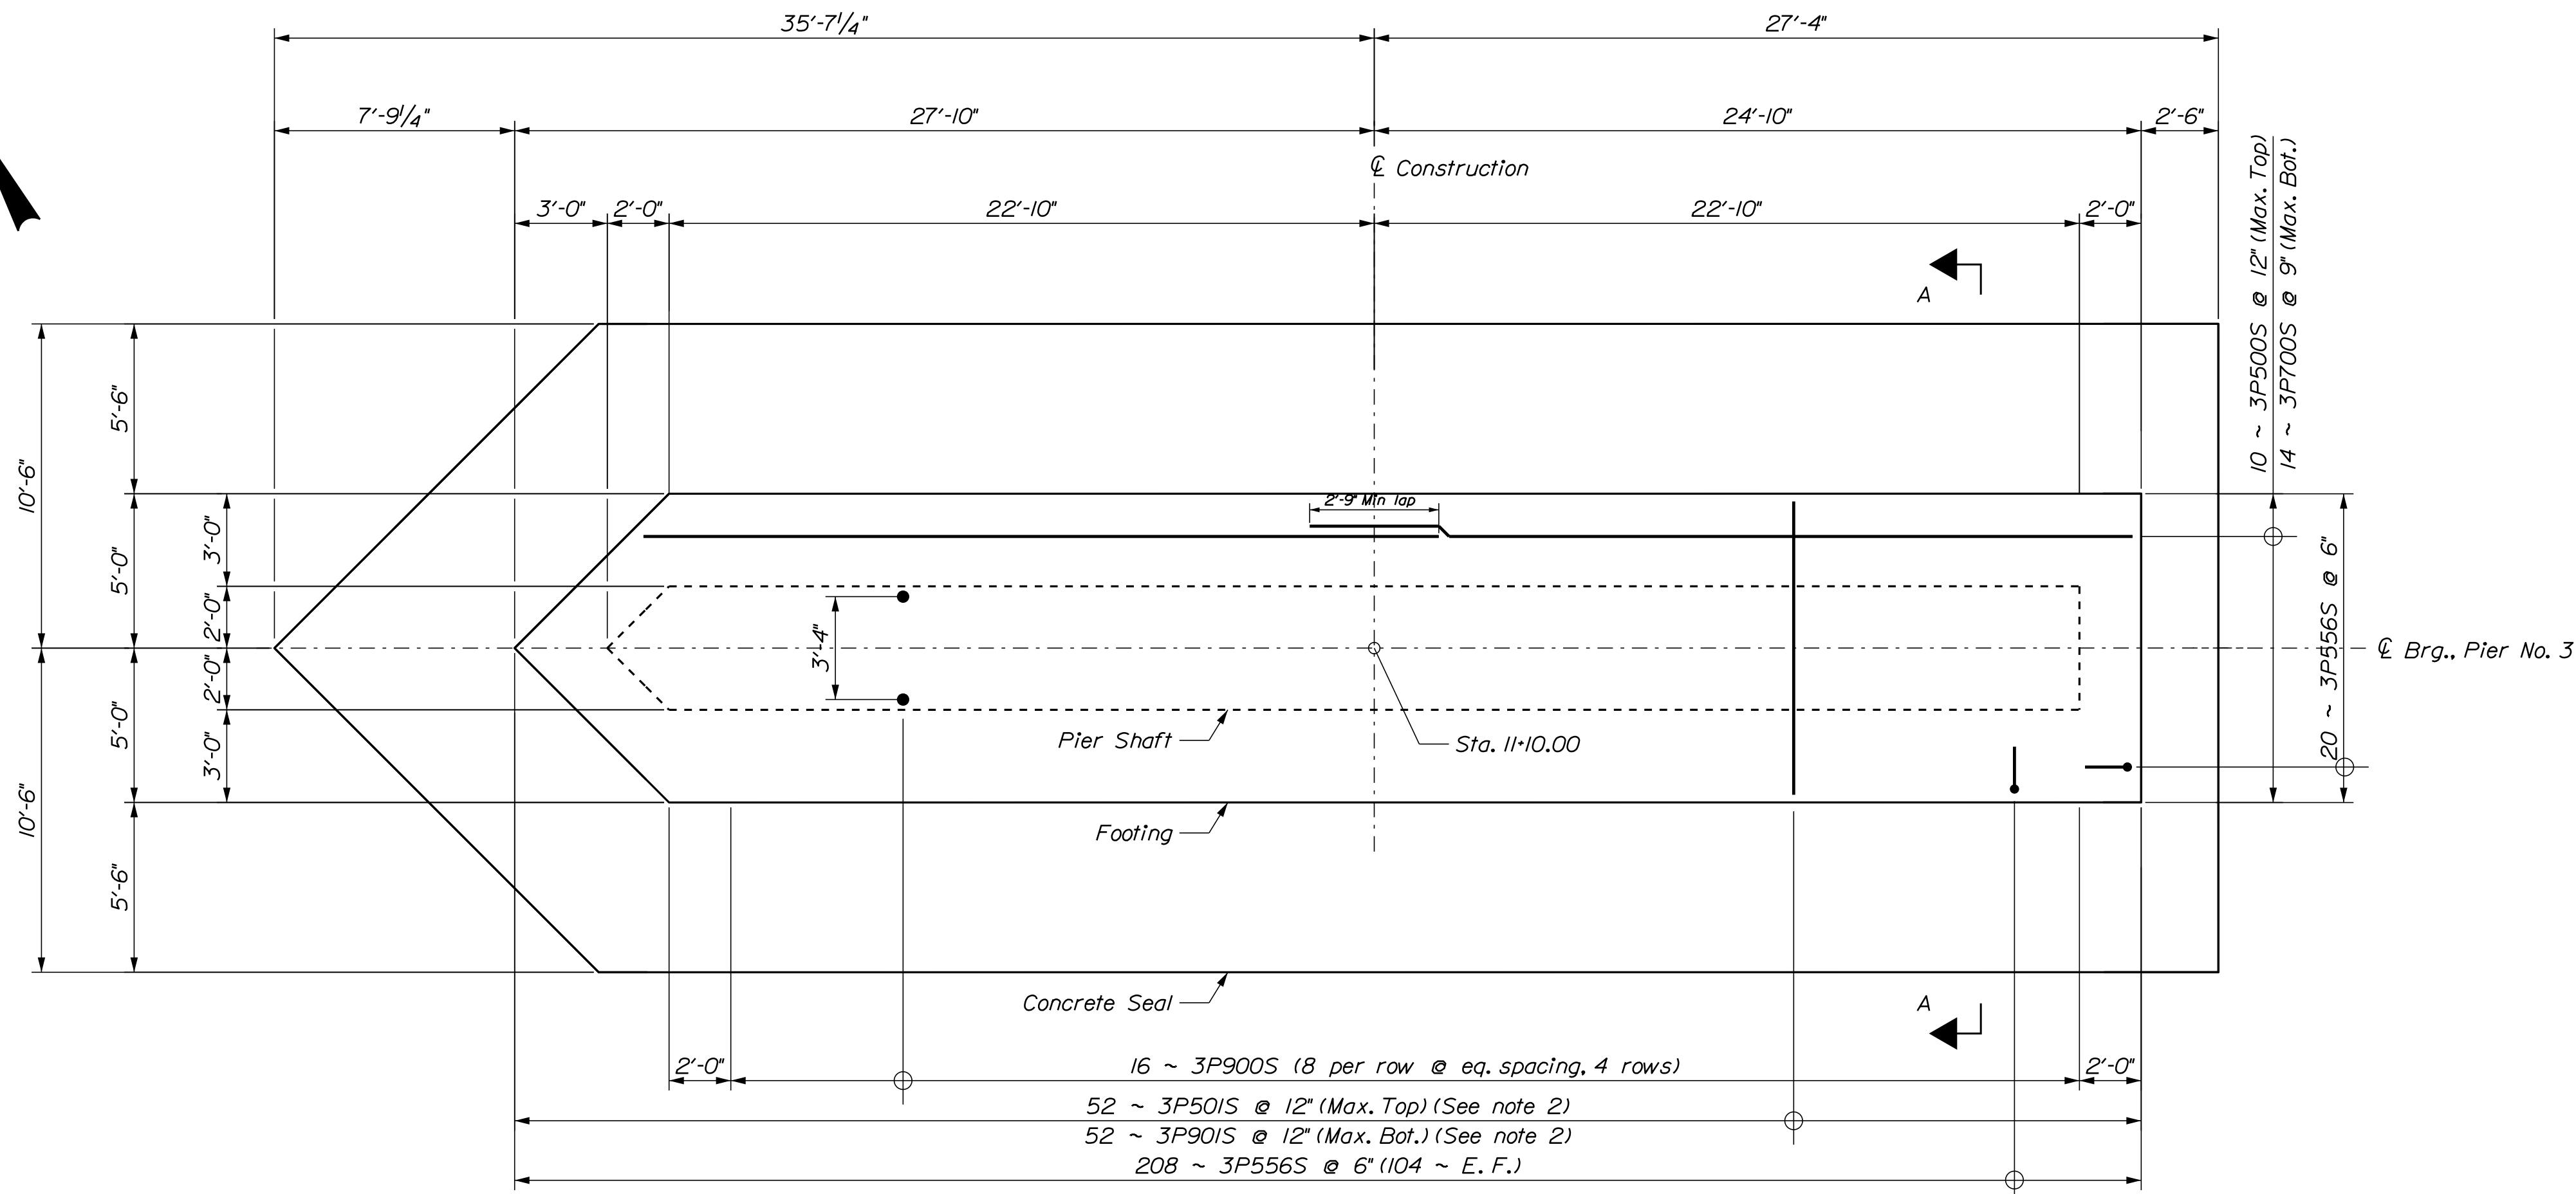 35'-7 1/4" 27'-4"
7'-9 1/4" 27'-10" 24'-10" 2'-6"
℄ Construction
3'-0" 2'-0" 22'-10" 22'-10" 2'-0"
10 ~ 3P500S @ 12" (Max. Top)
14 ~ 3P700S @ 9" (Max. Bot.)
A
10'-6"
5'-6"
5'-0"
3'-0"
2'-0"
2'-9" Min lap
20 ~ 3P556S @ 6"
3'-4"
℄ Brg., Pier No. 3
10'-6"
5'-0"
5'-6"
2'-0"
3'-0"
Pier Shaft
Sta. 11+10.00
Footing
Concrete Seal
A
2'-0" 16 ~ 3P900S (8 per row @ eq. spacing, 4 rows) 2'-0"
52 ~ 3P501S @ 12" (Max. Top) (See note 2)
52 ~ 3P901S @ 12" (Max. Bot.) (See note 2)
208 ~ 3P556S @ 6" (104 ~ E. F.)